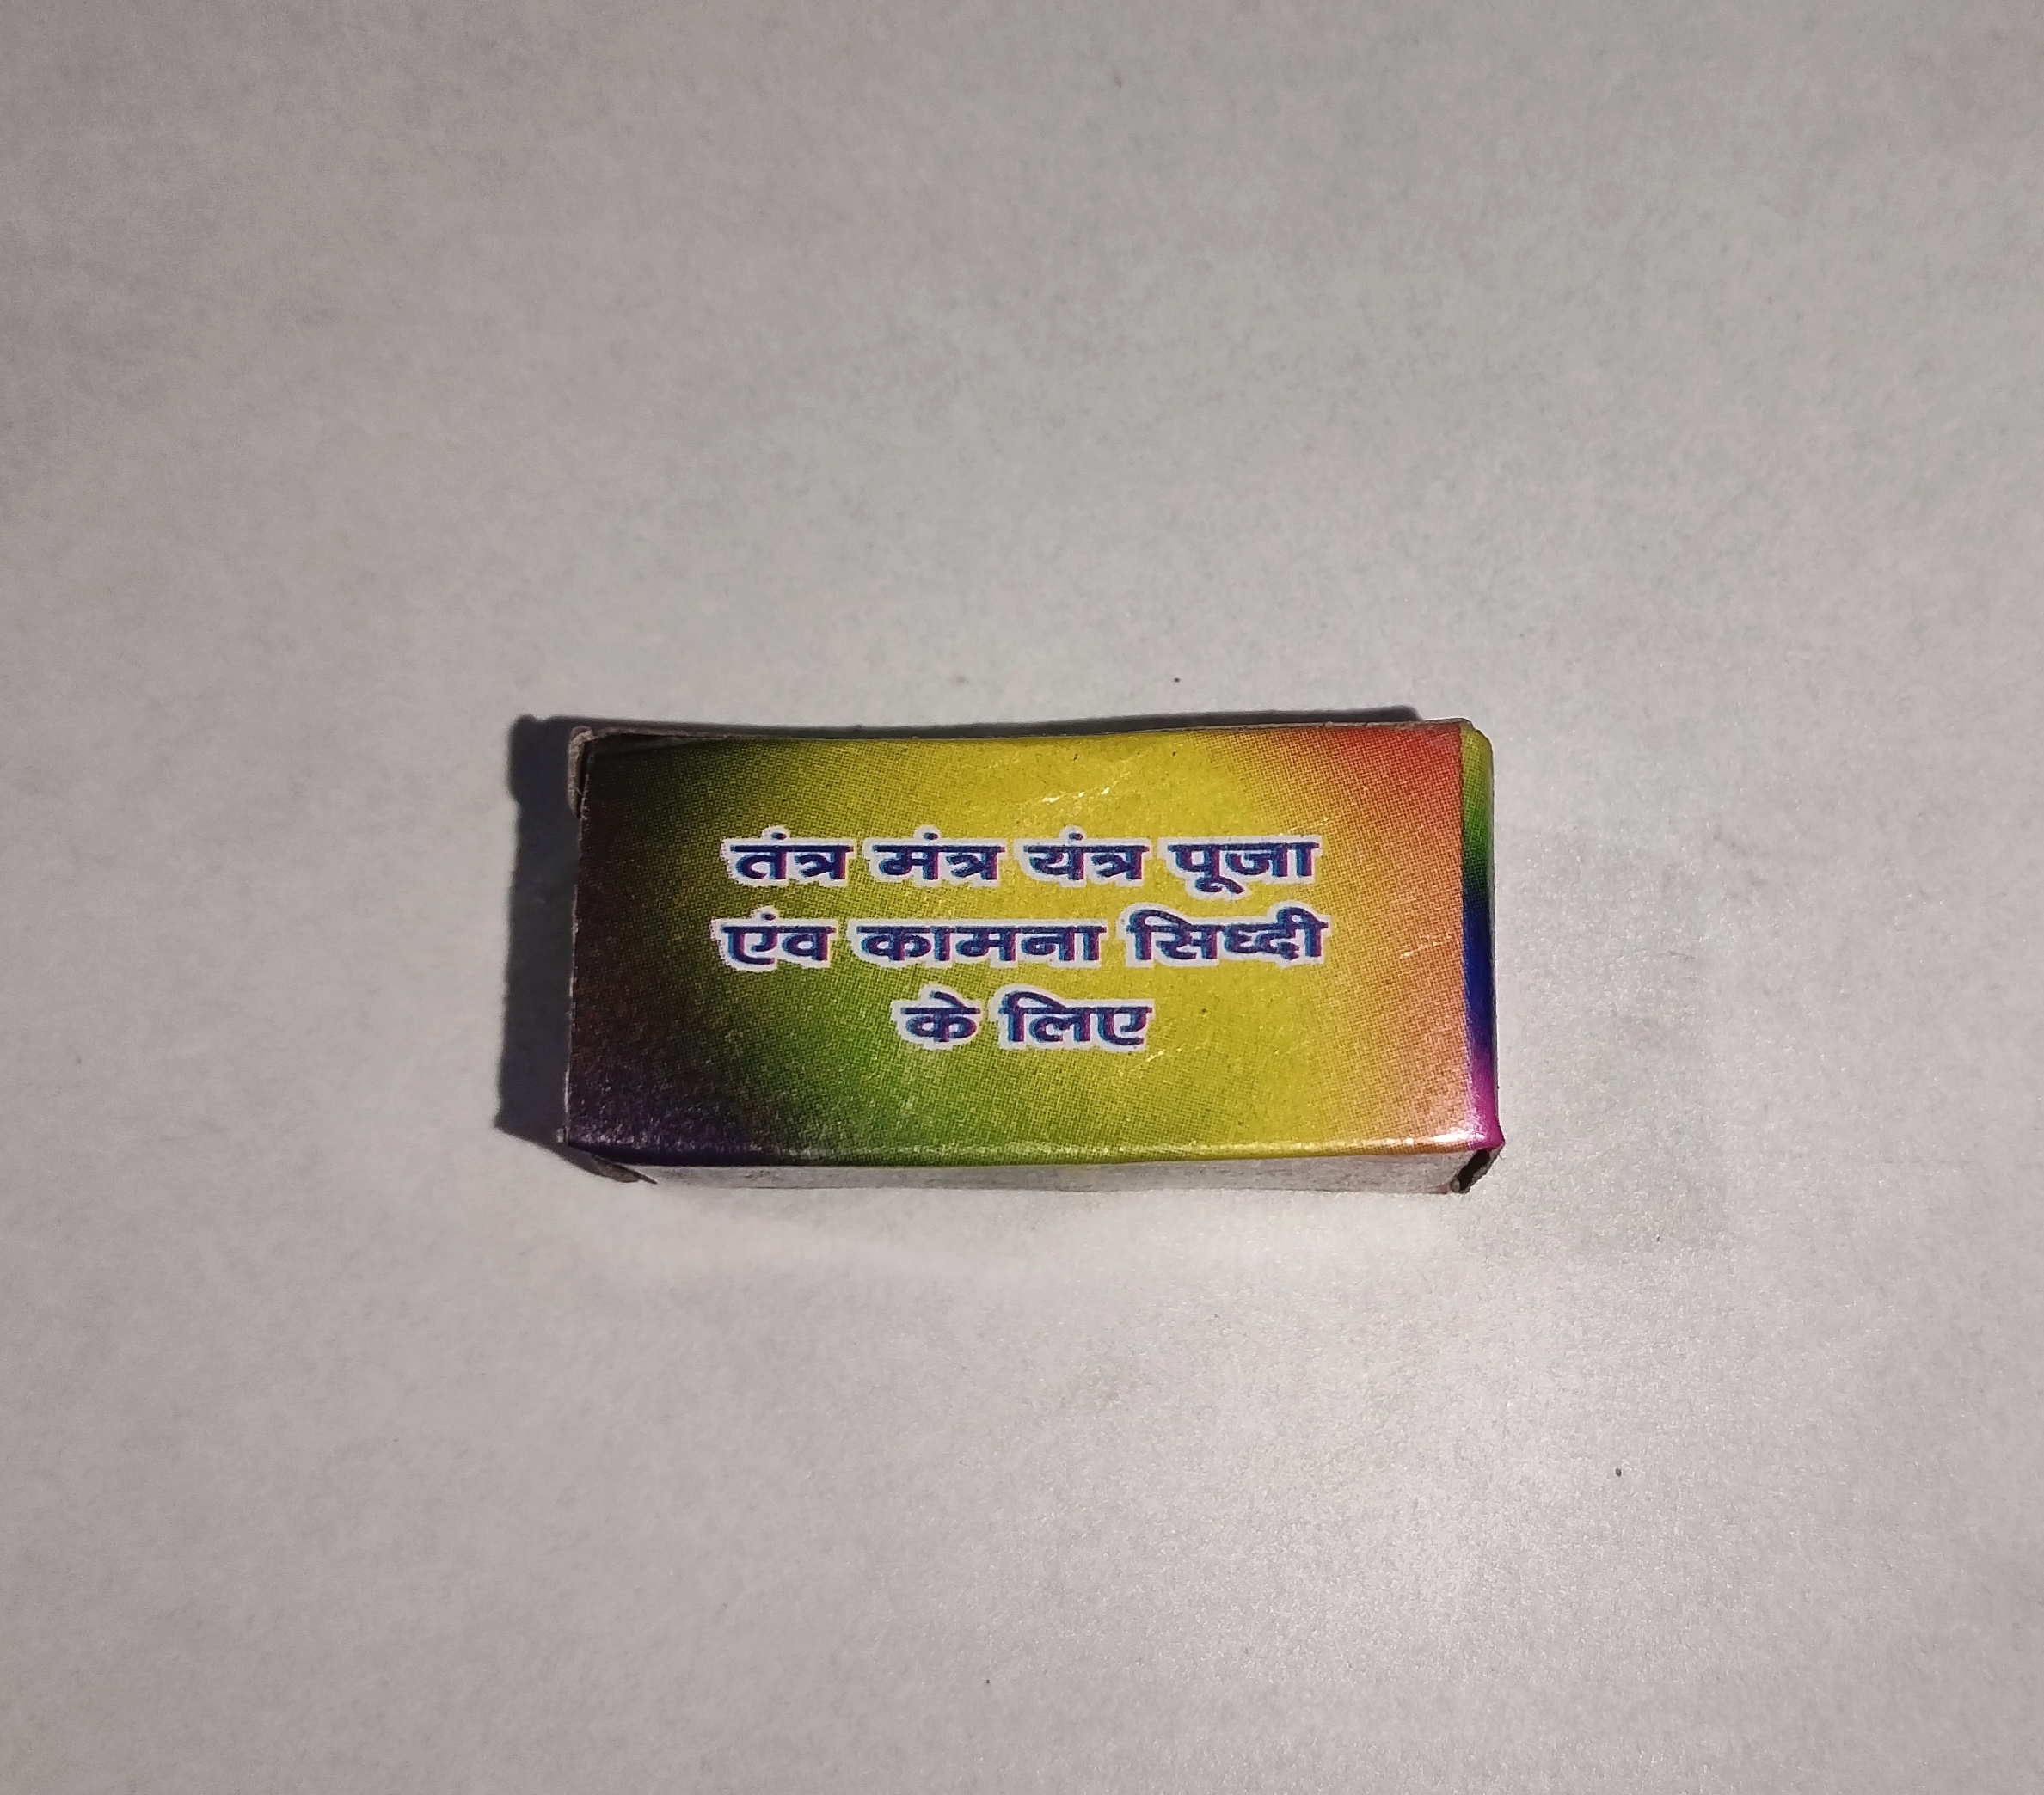 तंत्र मंत्र यंत्र पूजा
एंव कामना सिध्दी
के लिए